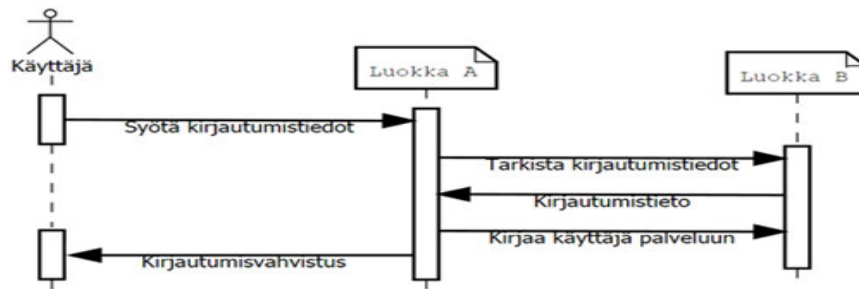 Käyttäjä
Luokka A
Luokka B
Syötä kirjautumistiedot
Tarkista kirjautumistiedot
Kirjautumistieto
Kirjaa käyttäjä palveluun
Kirjautumisvahvistus